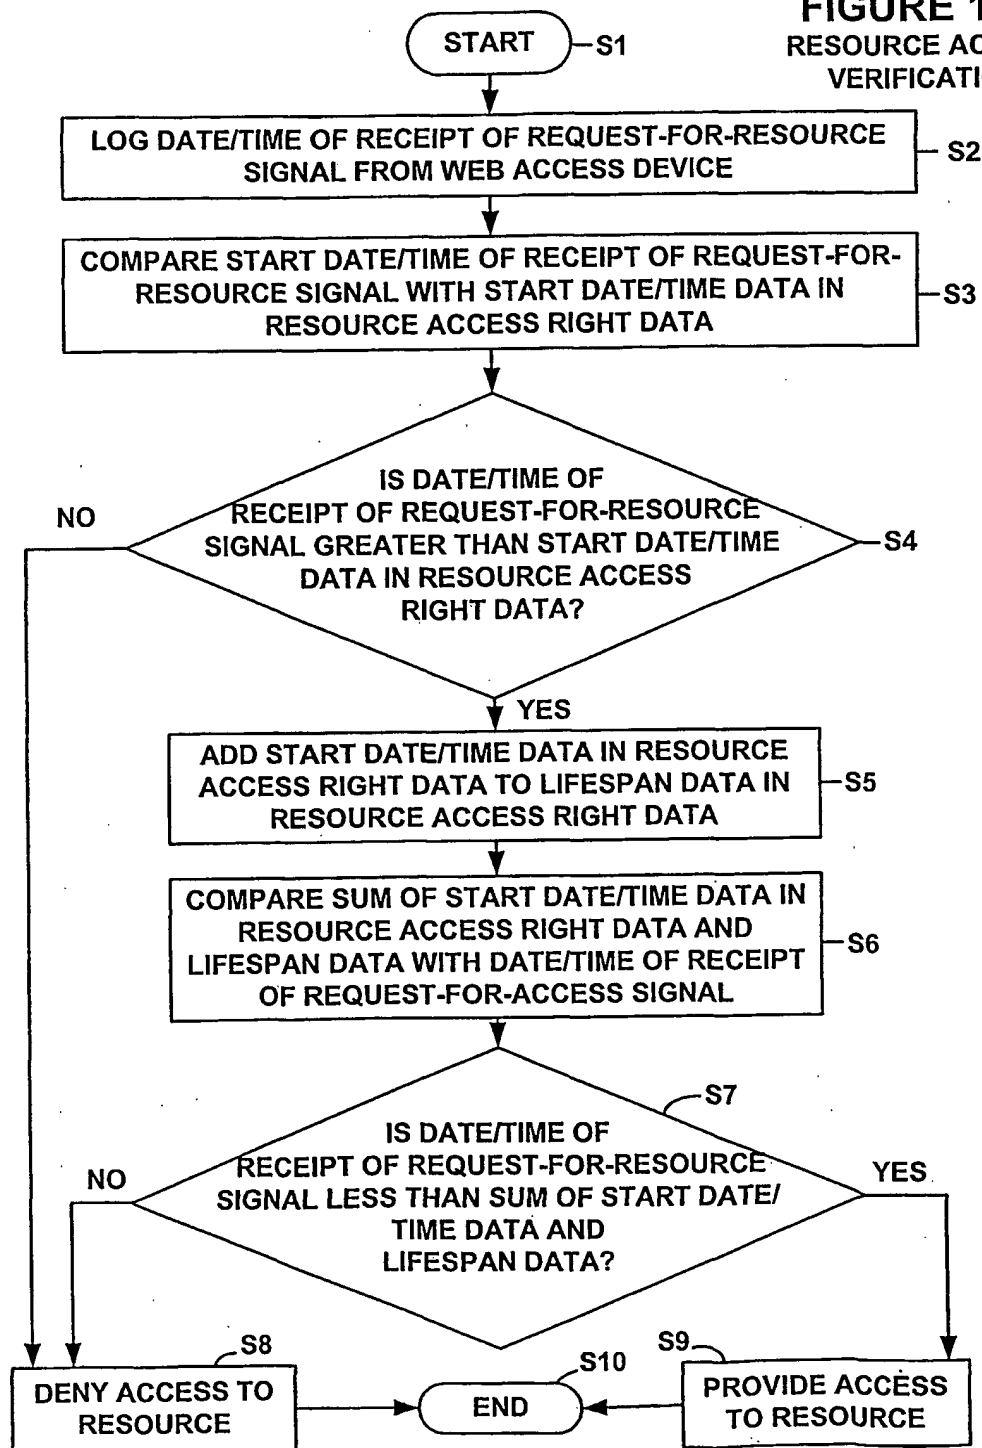 FIGURE 1
RESOURCE AC
VERIFICATI
START
S1
LOG DATE/TIME OF RECEIPT OF REQUEST-FOR-RESOURCE
SIGNAL FROM WEB ACCESS DEVICE
S2
COMPARE START DATE/TIME OF RECEIPT OF REQUEST-FOR-
RESOURCE SIGNAL WITH START DATE/TIME DATA IN
RESOURCE ACCESS RIGHT DATA
S3
IS DATE/TIME OF
RECEIPT OF REQUEST-FOR-RESOURCE
SIGNAL GREATER THAN START DATE/TIME
DATA IN RESOURCE ACCESS
RIGHT DATA?
NO
S4
YES
ADD START DATE/TIME DATA IN RESOURCE
ACCESS RIGHT DATA TO LIFESPAN DATA IN
RESOURCE ACCESS RIGHT DATA
S5
COMPARE SUM OF START DATE/TIME DATA IN
RESOURCE ACCESS RIGHT DATA AND
LIFESPAN DATA WITH DATE/TIME OF RECEIPT
OF REQUEST-FOR-ACCESS SIGNAL
S6
S7
IS DATE/TIME OF
RECEIPT OF REQUEST-FOR-RESOURCE
SIGNAL LESS THAN SUM OF START DATE/
TIME DATA AND
LIFESPAN DATA?
NO
YES
S8
DENY ACCESS TO
RESOURCE
S10
END
S9
PROVIDE ACCESS
TO RESOURCE